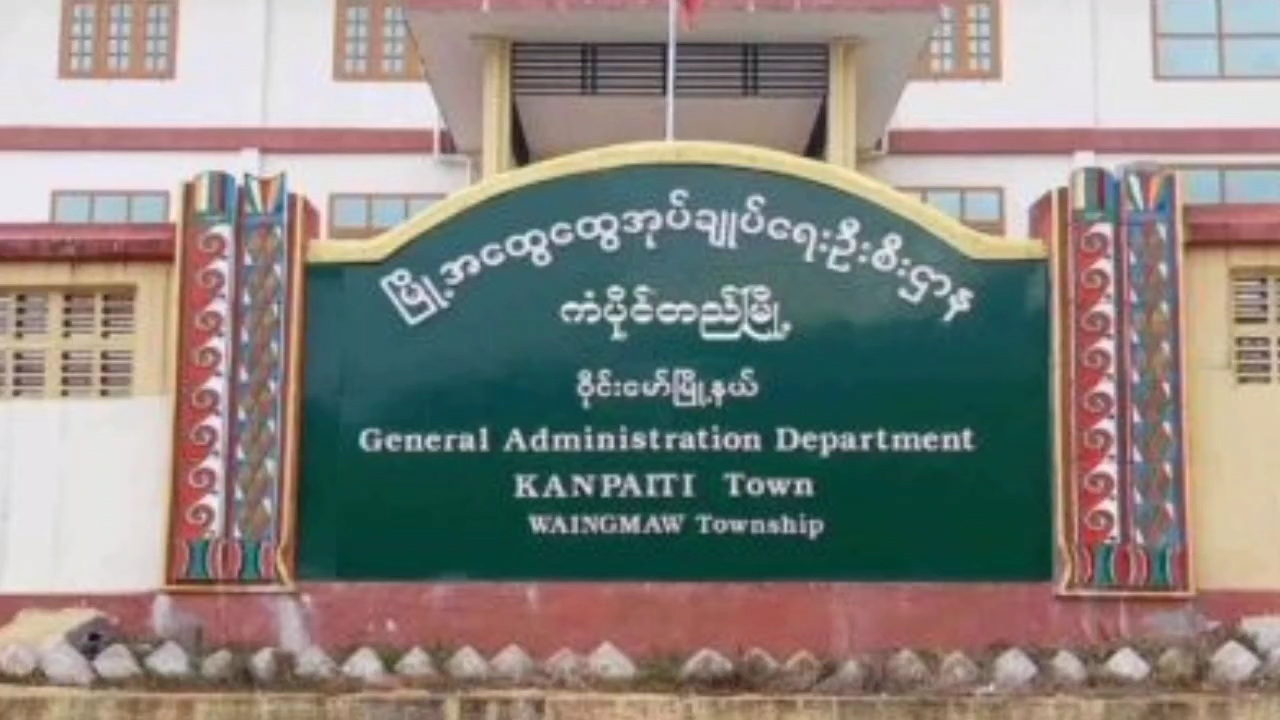 မြို့အထွေထွေအုပ်ချုပ်ရေးဦးစီးဌာန
ကံပိုင်တည်မြို့
ဝိုင်းမော်မြို့နယ်
General Administration Department
KANPAITI Town
WAINGMAW Township